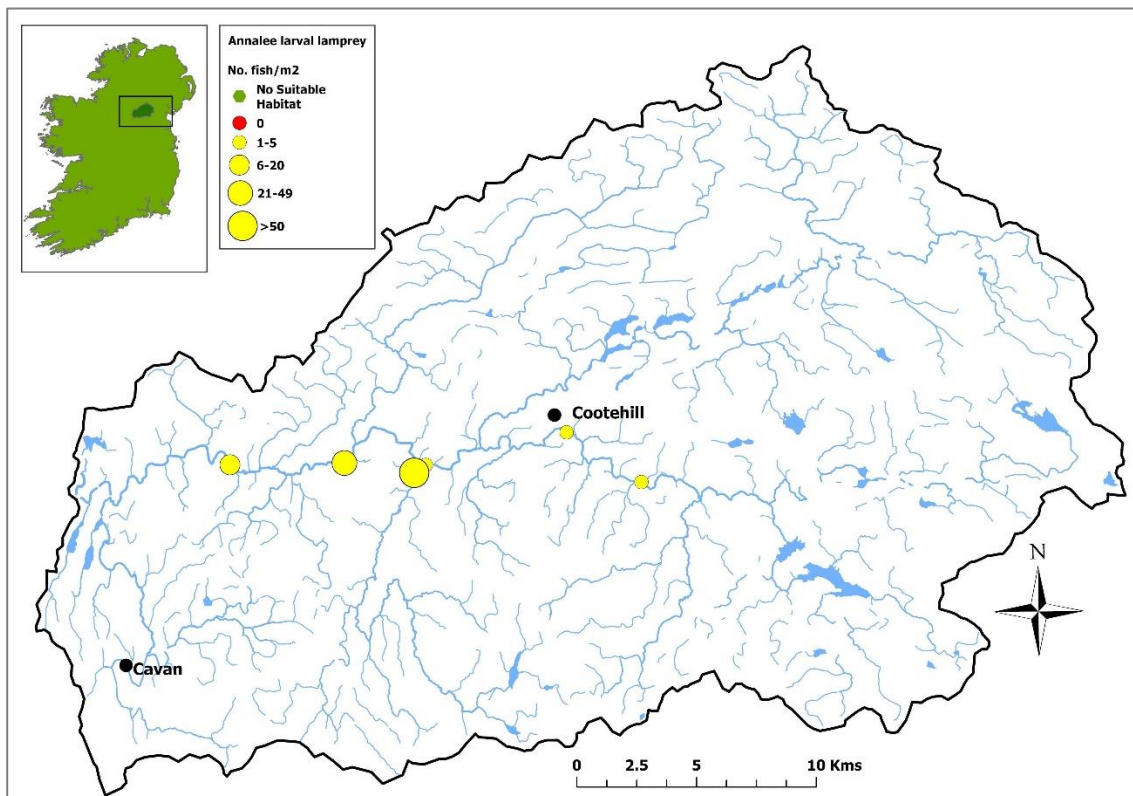 Annalee larval lamprey
No. fish/m2
No Suitable
Habitat
0
1-5
6-20
21-49
>50
Cootehill
N
Cavan
0 2.5 5 10 Kms